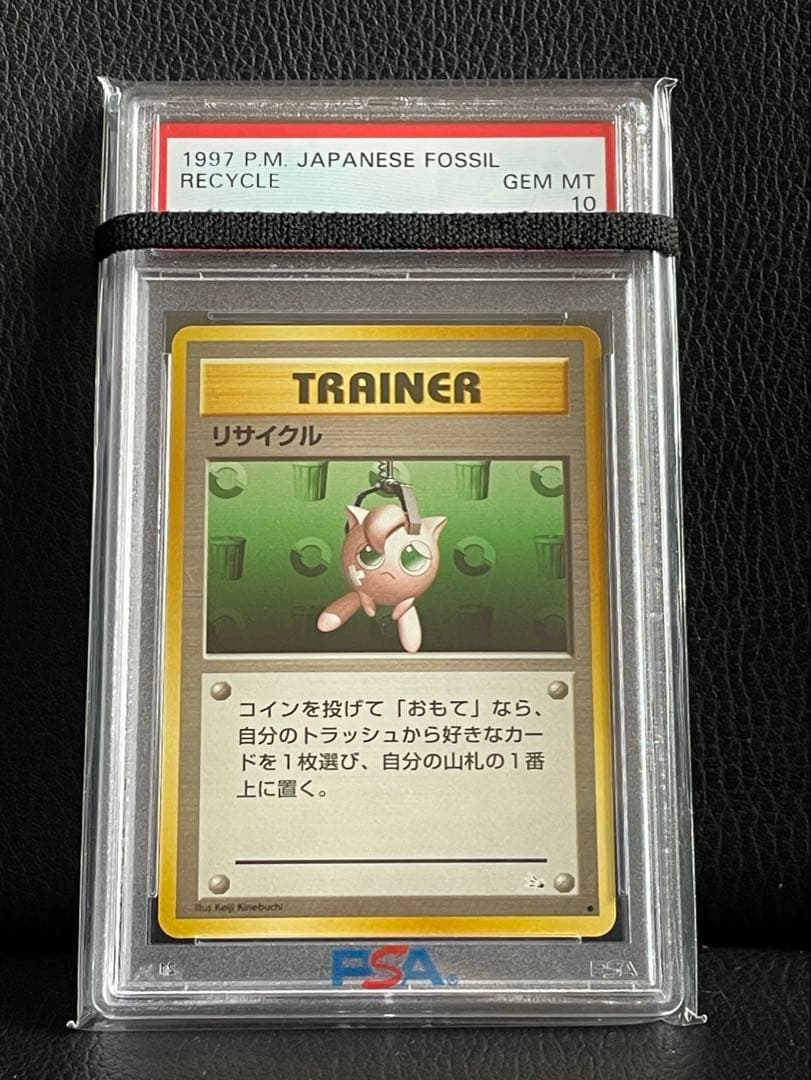 1997 P.M. JAPANESE FOSSIL
RECYCLE GEM MT
10
TRAINER
リサイクル
コインを投げて「おもて」なら、
自分のトラッシュから好きなカー
ドを１枚選び、自分の山札の１番
上に置く。
Illus. Keiji Kinebuchi
PSA®
PSA